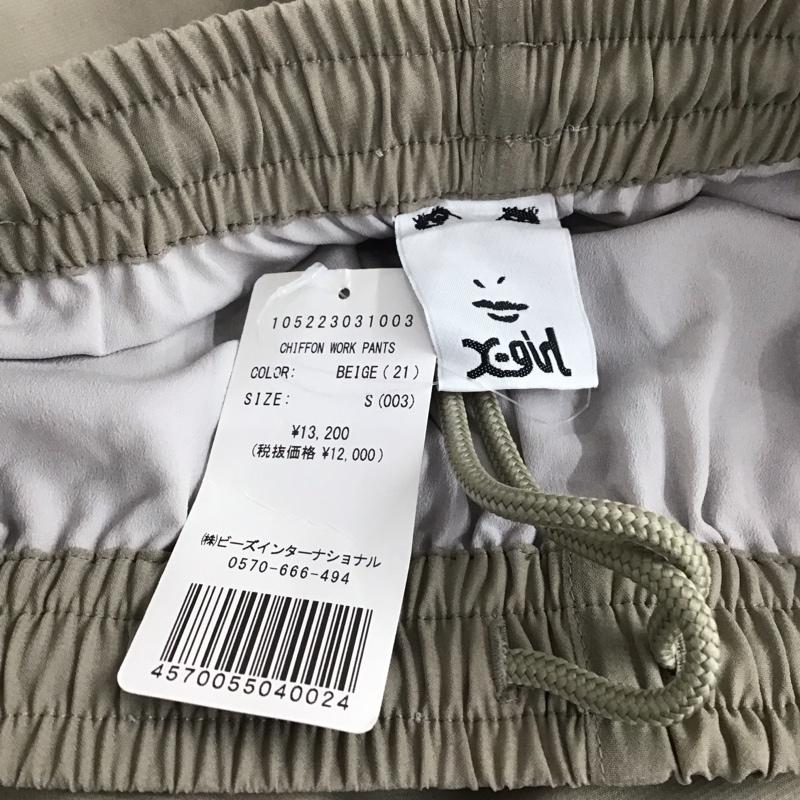 105223031003
CHIFFON WORK PANTS
COLOR: BEIGE(21)
SIZE: S(003)
¥13,200
(税抜価格 ¥12,000)
㈱ビーズインターナショナル
0570-666-494
4570055040024
X-girl